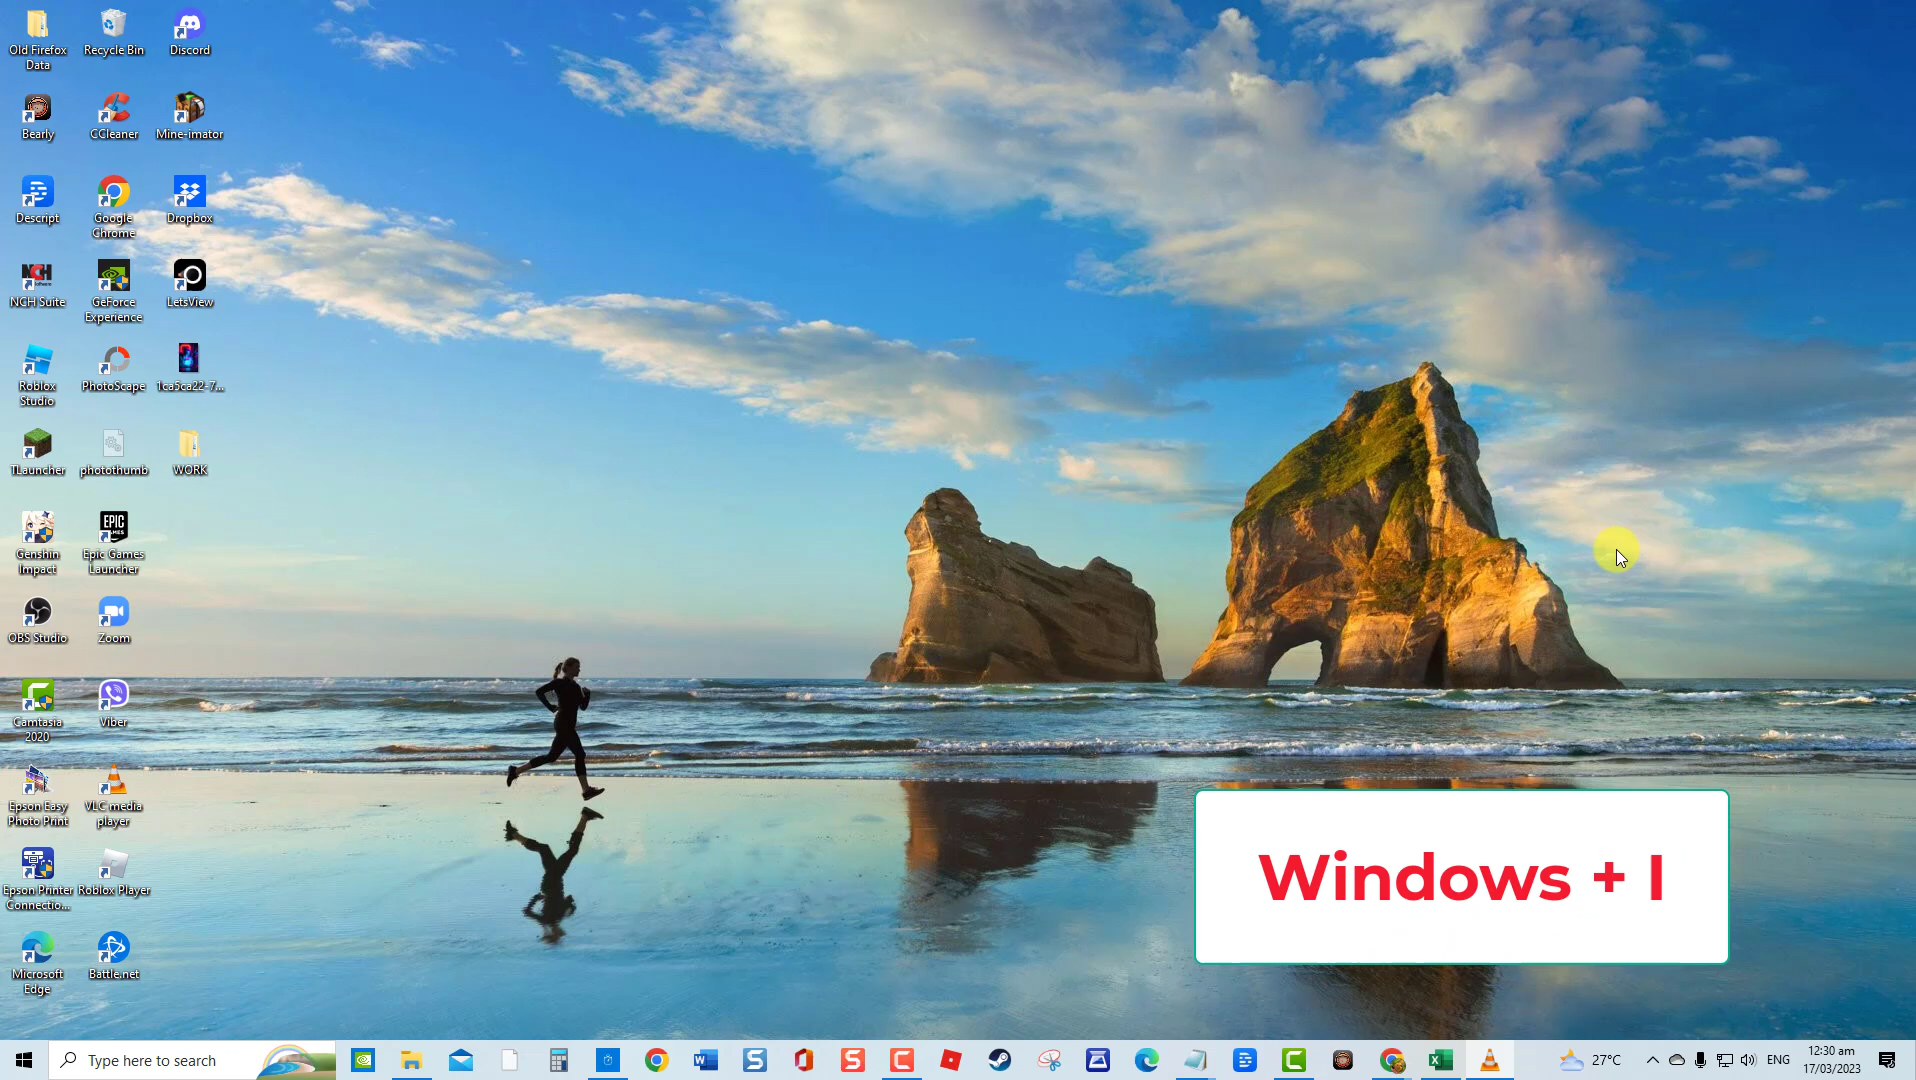 Old Firefox
Data
Recycle Bin
Discord
Bearly
CCleaner
Mine-imator
Descript
Google
Chrome
Dropbox
NCH Suite
GeForce
Experience
LetsView
Roblox
Studio
PhotoScape
1ca5ca22-7...
TLauncher
photothumb
WORK
Genshin
Impact
EPIC
GAMES
Epic Games
Launcher
OBS Studio
Zoom
Camtasia
2020
Viber
Epson Easy
Photo Print
VLC media
player
Epson Printer
Connectio...
Roblox Player
Microsoft
Edge
Battle.net
Windows + I
Type here to search
27°C
ENG
12:30 am
17/03/2023